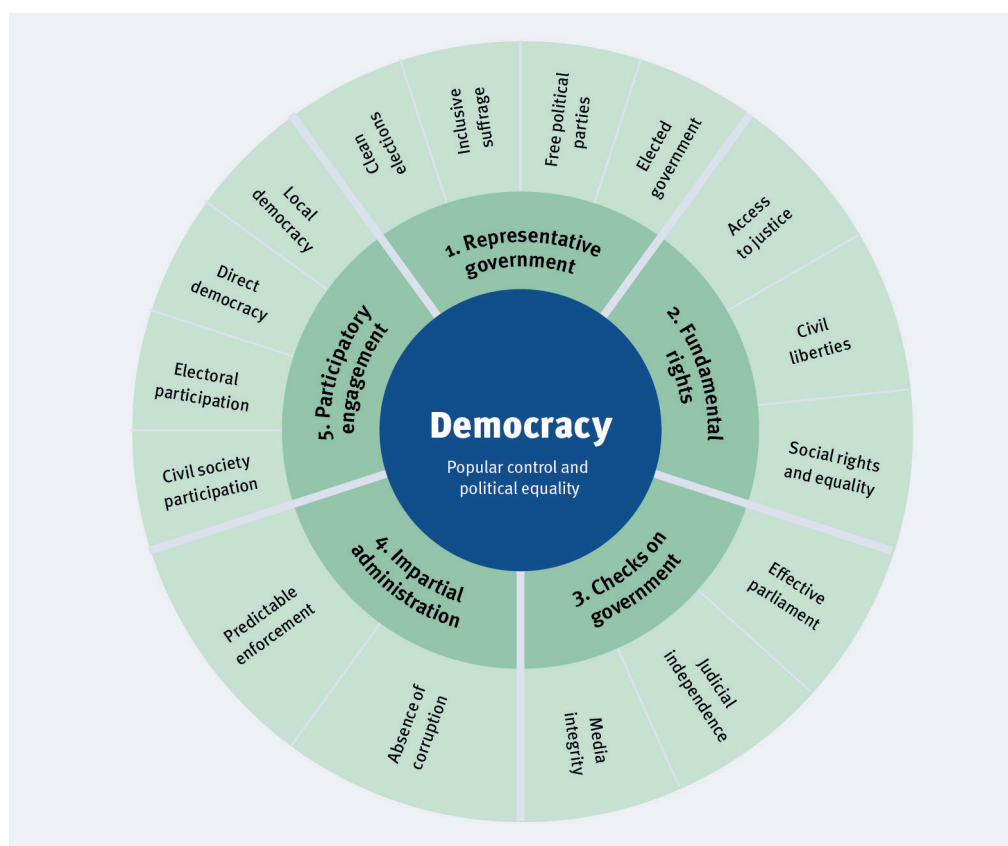 Democracy
Popular control and
political equality
1. Representative
government
Clean
elections
Inclusive
suffrage
Free political
parties
Elected
government
2. Fundamental
rights
Access
to justice
Civil
liberties
Social rights
and equality
3. Checks on
government
Effective
parliament
Judicial
independence
Media
integrity
4. Impartial
administration
Absence of
corruption
Predictable
enforcement
5. Participatory
engagement
Civil society
participation
Electoral
participation
Direct
democracy
Local
democracy